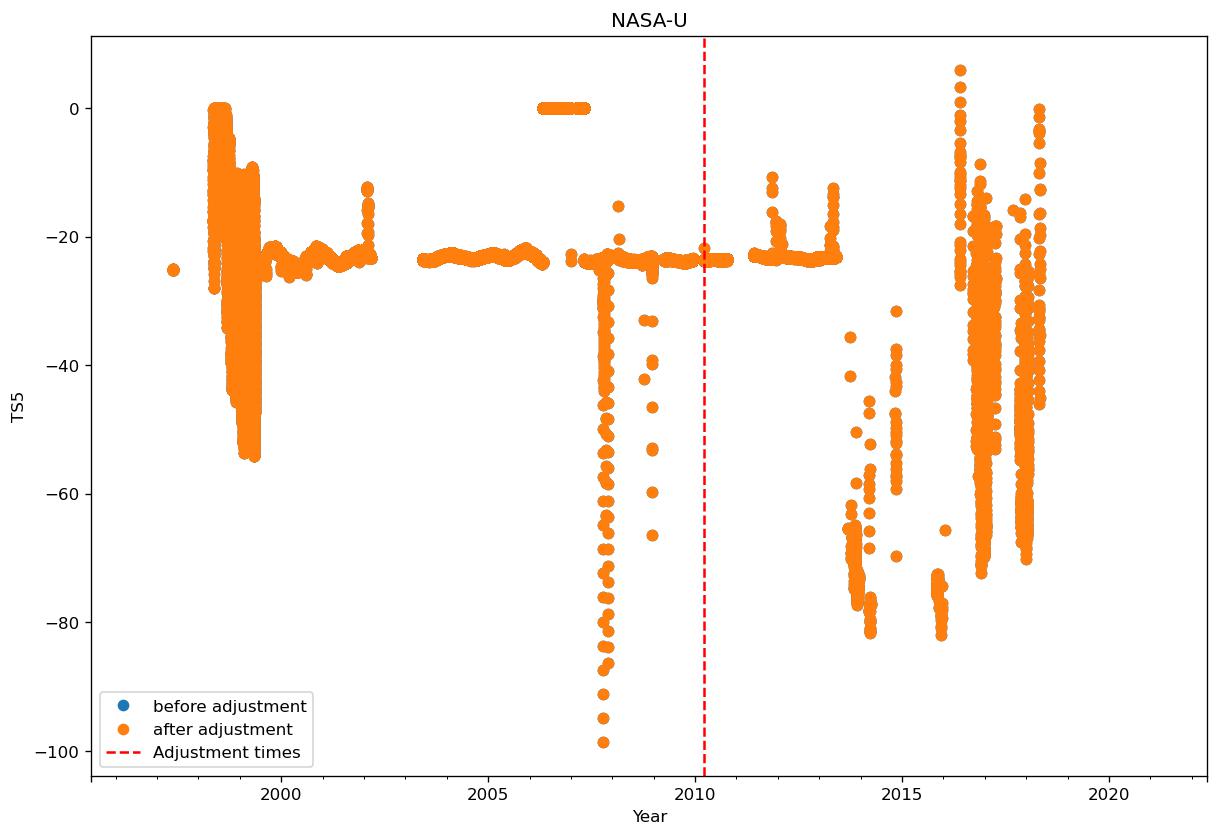 NASA-U
TS5
0
−20
−40
−60
−80
−100
before adjustment
after adjustment
Adjustment times
2000
2005
2010
2015
2020
Year